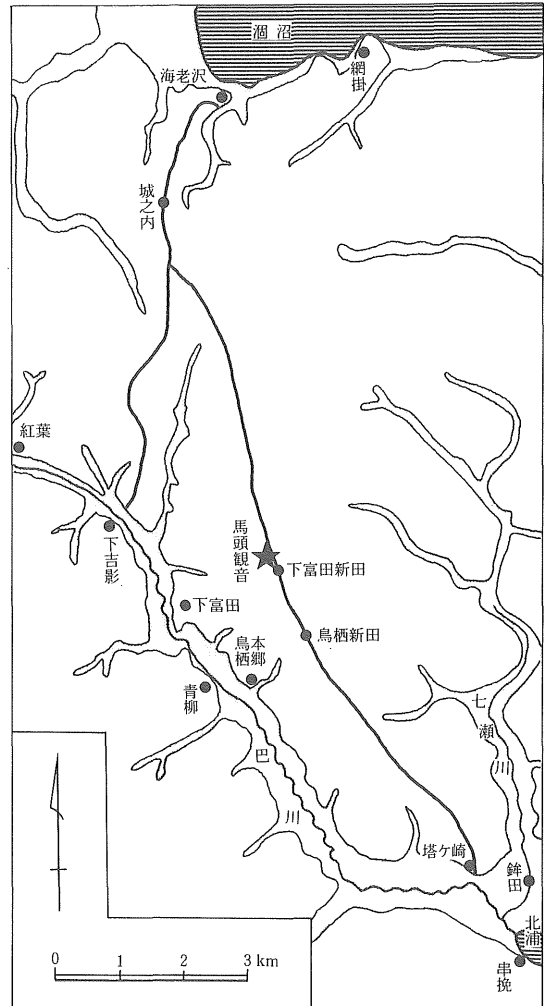 涸沼
網掛
海老沢
城之内
紅葉
下吉影
馬頭観音
下富田新田
下富田
鳥栖新田
鳥栖
本郷
青柳
七瀬川
巴川
塔ケ崎
鉾田
北浦
串挽
0 1 2 3 km